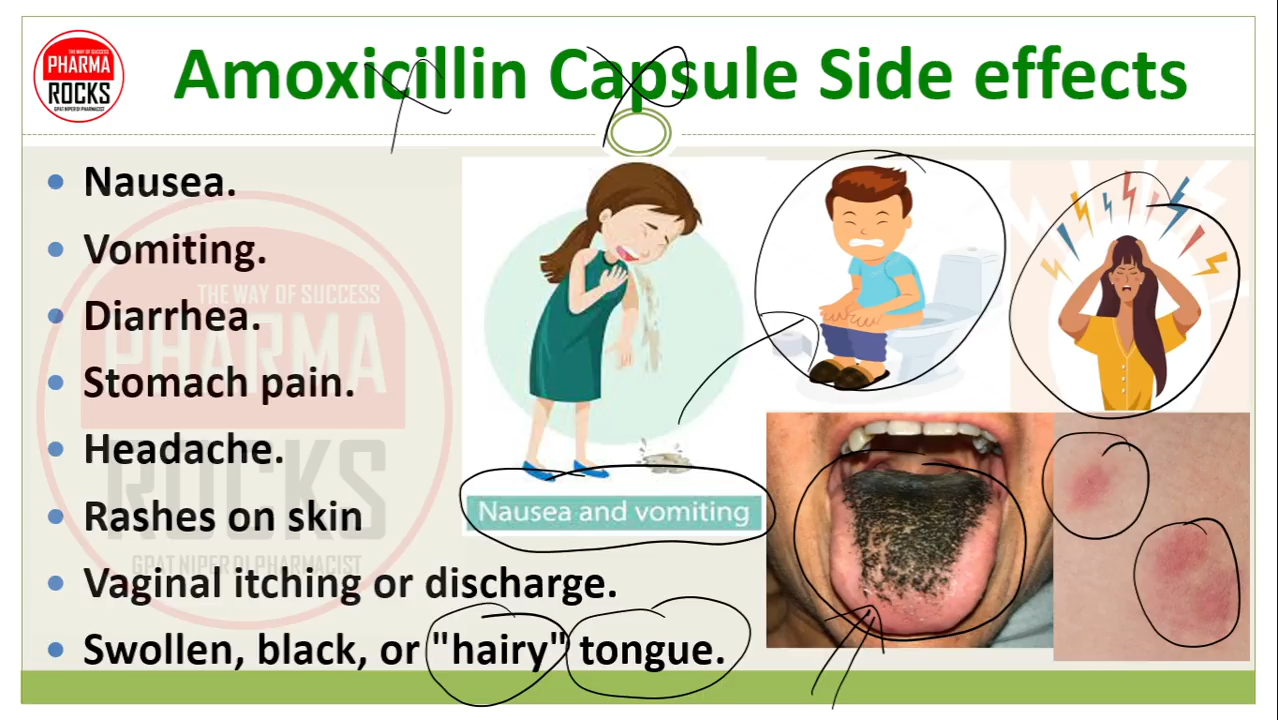 THE WAY OF SUCCESS
PHARMA
ROCKS
GPAT NIPER DI PHARMACIST
Amoxicillin Capsule Side effects
• Nausea.
• Vomiting.
• Diarrhea.
• Stomach pain.
• Headache.
• Rashes on skin
• Vaginal itching or discharge.
• Swollen, black, or "hairy" tongue.
THE WAY OF SUCCESS
PHARMA
ROCKS
GPAT NIPER DI PHARMACIST
Nausea and vomiting